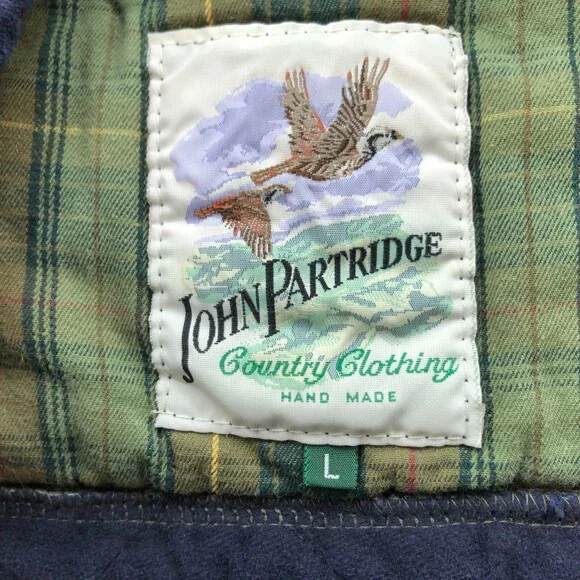 JOHN PARTRIDGE
Country Clothing
HAND MADE
L